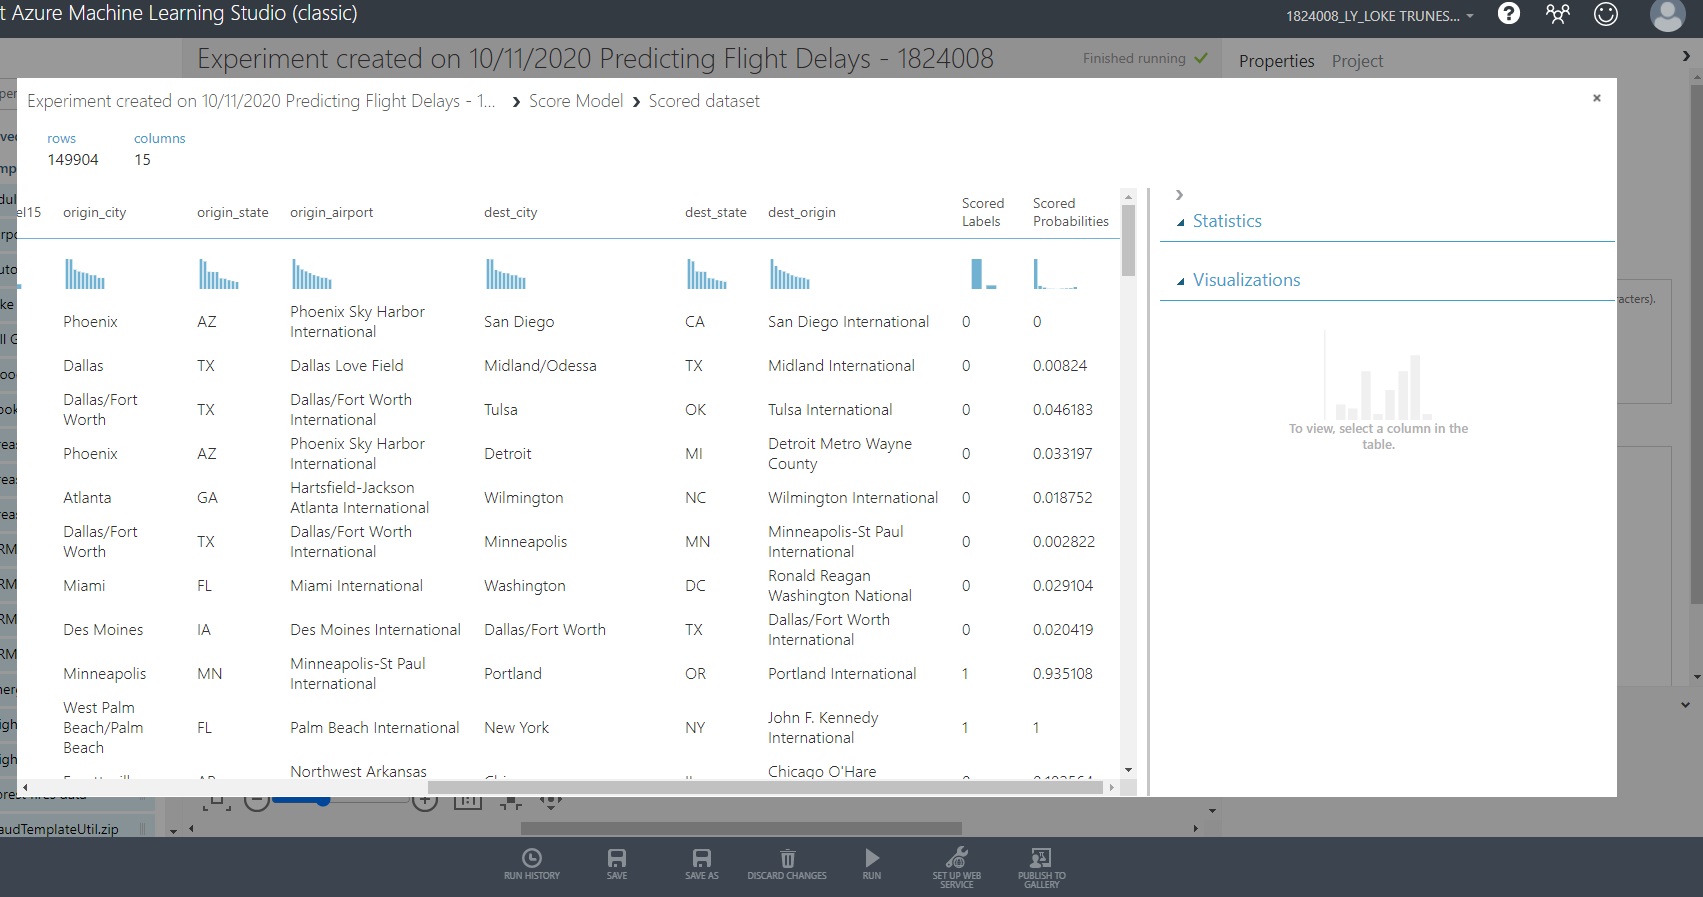 t Azure Machine Learning Studio (classic)
1824008_LY_LOKE TRUNES...
Experiment created on 10/11/2020 Predicting Flight Delays - 1824008
Finished running
Properties Project
Experiment created on 10/11/2020 Predicting Flight Delays - 1... Score Model Scored dataset
rows columns
149904 15
el15 origin_city origin_state origin_airport dest_city dest_state dest_origin Scored Labels Scored Probabilities
Phoenix AZ Phoenix Sky Harbor International San Diego CA San Diego International 0 0
Dallas TX Dallas Love Field Midland/Odessa TX Midland International 0 0.00824
Dallas/Fort Worth TX Dallas/Fort Worth International Tulsa OK Tulsa International 0 0.046183
Phoenix AZ Phoenix Sky Harbor International Detroit MI Detroit Metro Wayne County 0 0.033197
Atlanta GA Hartsfield-Jackson Atlanta International Wilmington NC Wilmington International 0 0.018752
Dallas/Fort Worth TX Dallas/Fort Worth International Minneapolis MN Minneapolis-St Paul International 0 0.002822
Miami FL Miami International Washington DC Ronald Reagan Washington National 0 0.029104
Des Moines IA Des Moines International Dallas/Fort Worth TX Dallas/Fort Worth International 0 0.020419
Minneapolis MN Minneapolis-St Paul International Portland OR Portland International 1 0.935108
West Palm Beach/Palm Beach FL Palm Beach International New York NY John F. Kennedy International 1 1
Northwest Arkansas Chicago O'Hare
Statistics
Visualizations
To view, select a column in the
table.
acters).
audTemplateUtil.zip
RUN HISTORY
SAVE
SAVE AS
DISCARD CHANGES
RUN
SET UP WEB
SERVICE
PUBLISH TO
GALLERY